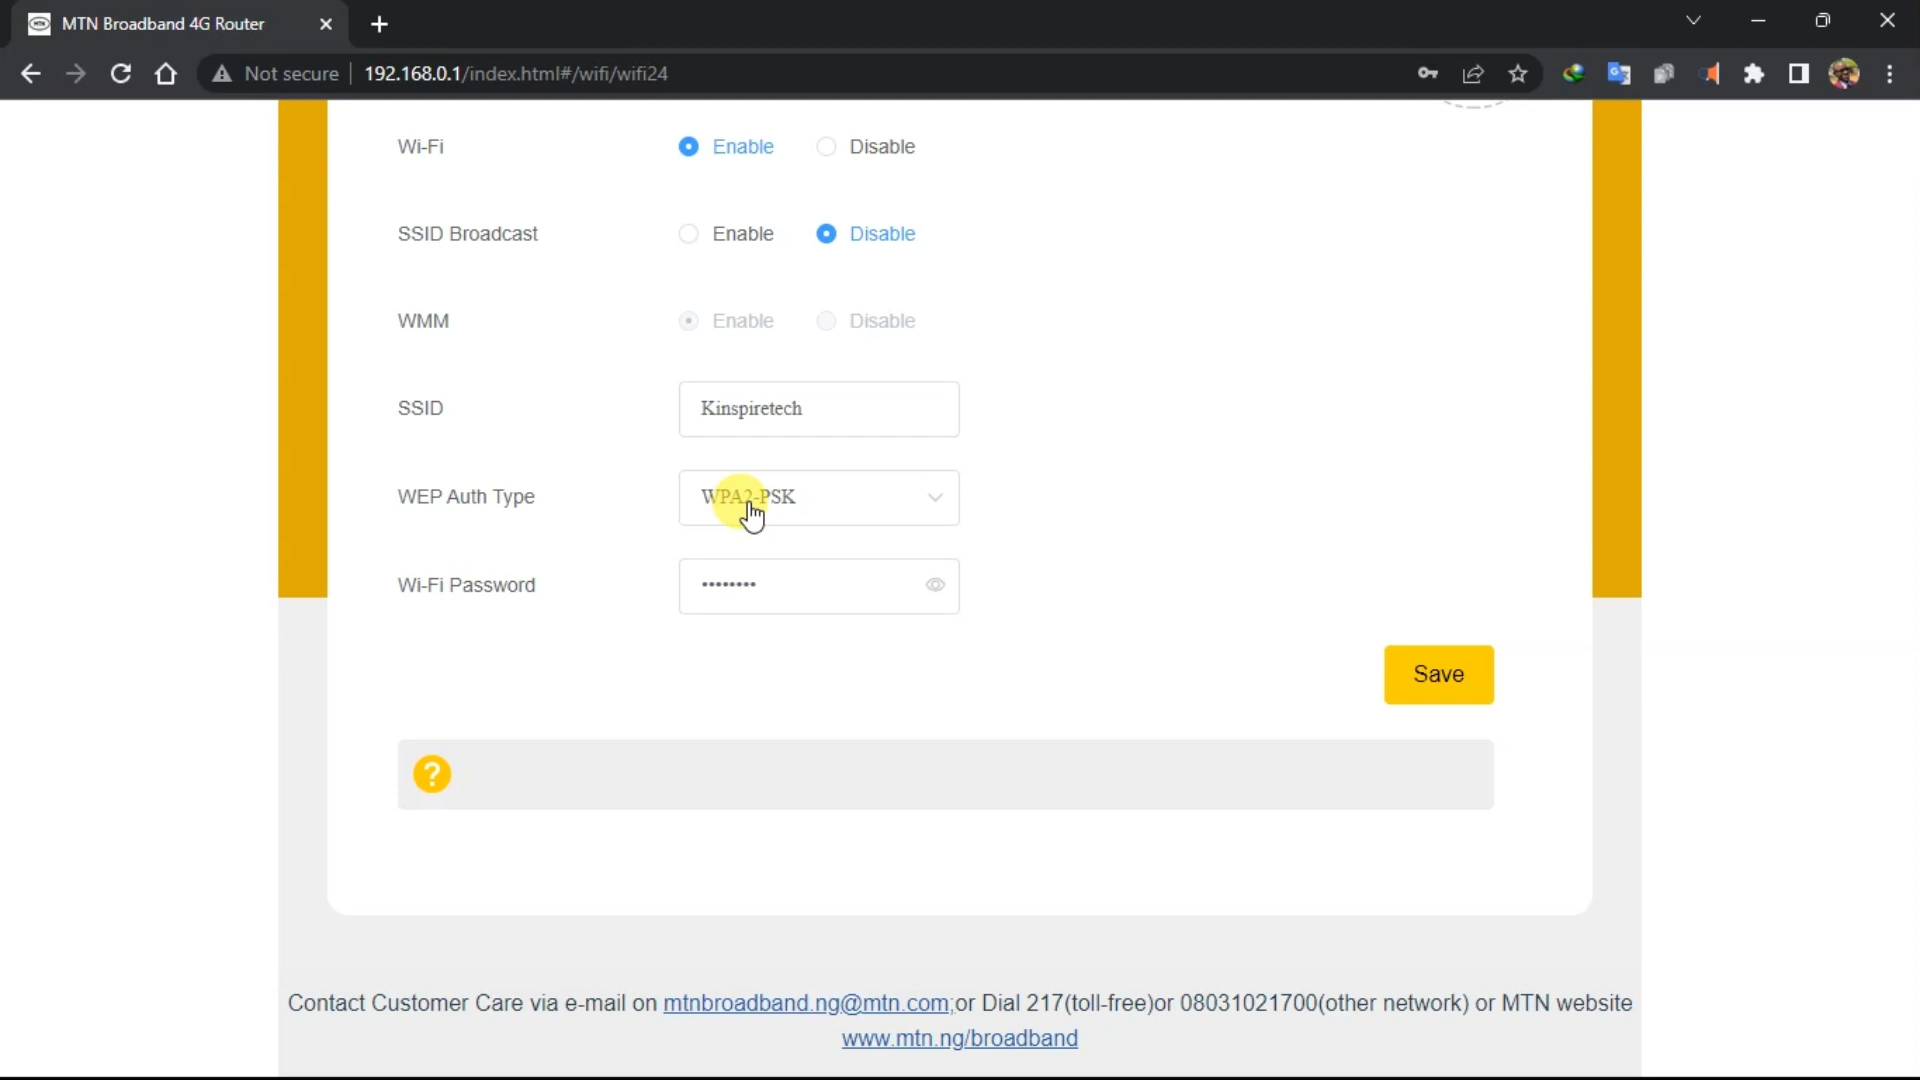 MTN Broadband 4G Router
Not secure 192.168.0.1/index.html#/wifi/wifi24
Wi-Fi Enable Disable
SSID Broadcast Enable Disable
WMM Enable Disable
SSID Kinspiretech
WEP Auth Type WPA2-PSK
Wi-Fi Password ••••••••
Save
?
Contact Customer Care via e-mail on mtnbroadband.ng@mtn.com;or Dial 217(toll-free)or 08031021700(other network) or MTN website
www.mtn.ng/broadband